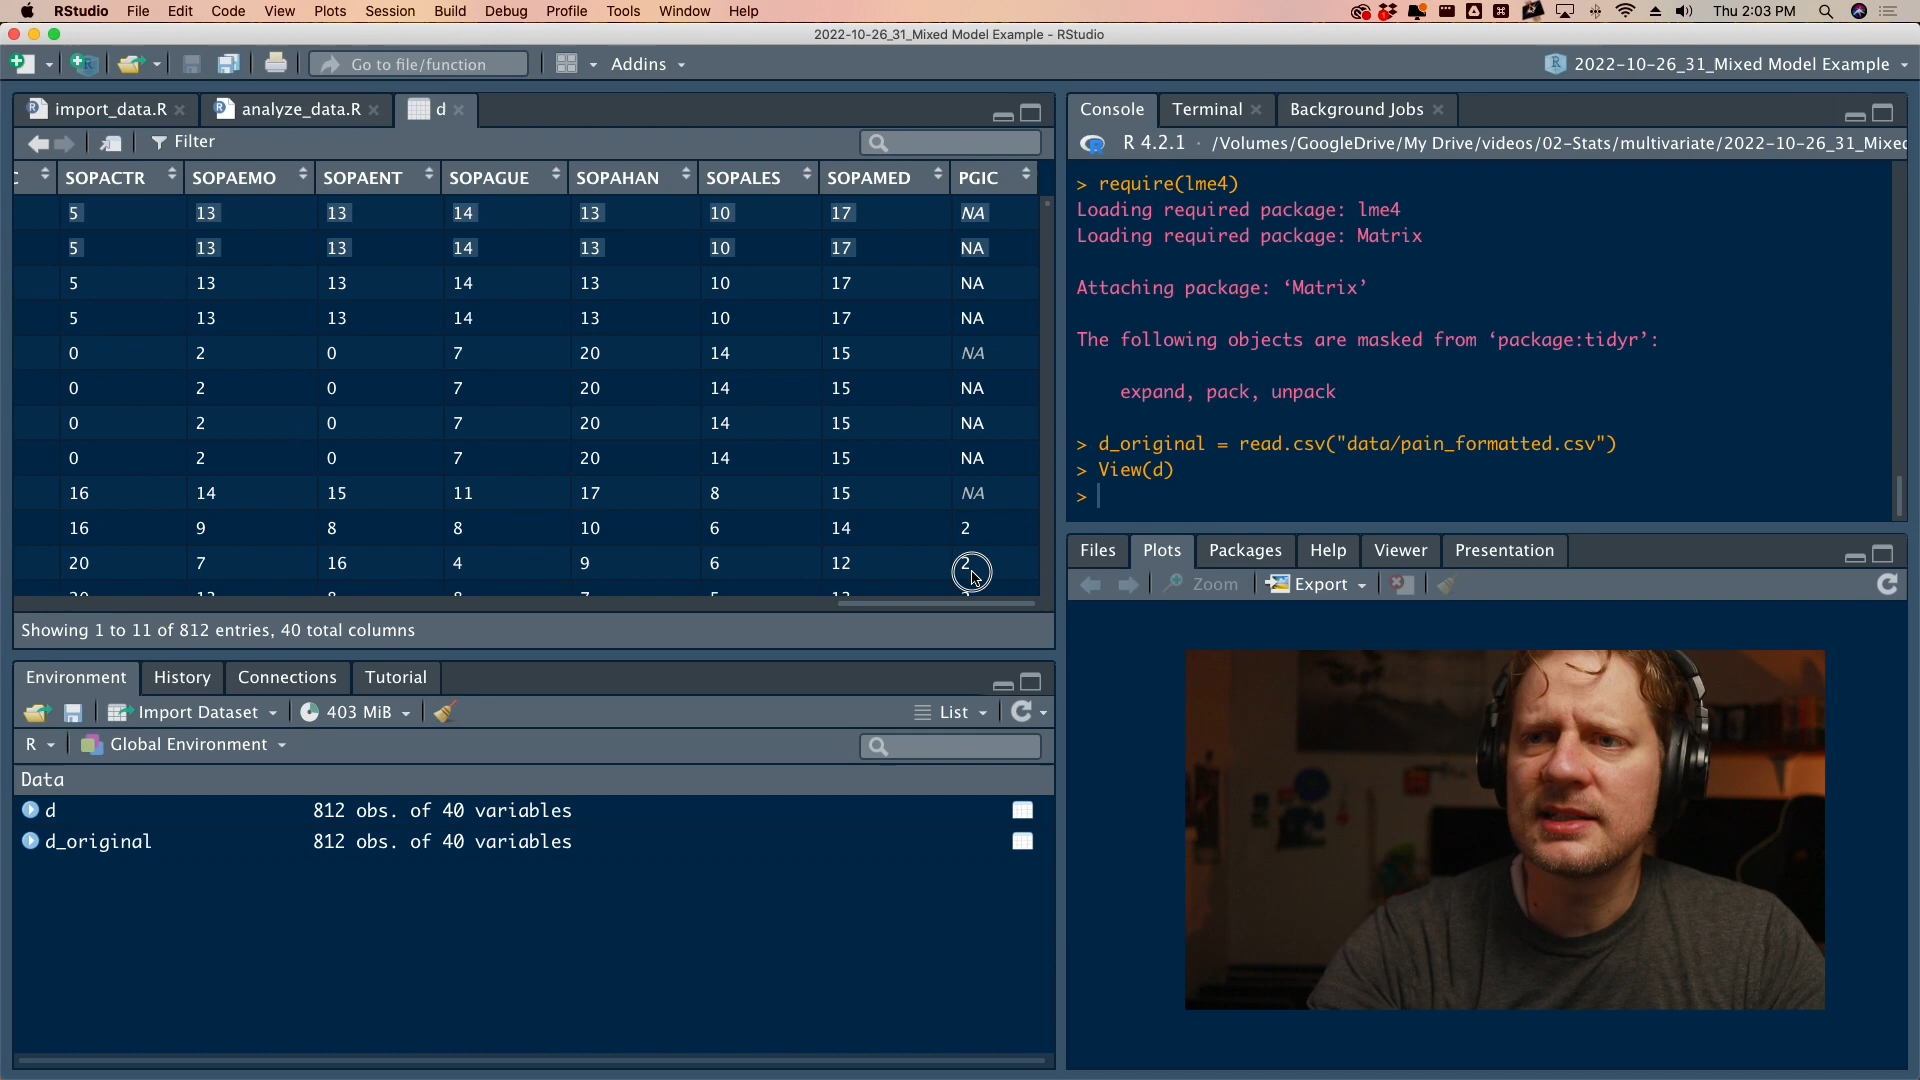 RStudio File Edit Code View Plots Session Build Debug Profile Tools Window Help Thu 2:03 PM
2022-10-26_31_Mixed Model Example - RStudio
Go to file/function Addins 2022-10-26_31_Mixed Model Example
import_data.R analyze_data.R d
Filter
SOPACTR SOPAEMO SOPAENT SOPAGUE SOPAHAN SOPALES SOPAMED PGIC
5 13 13 14 13 10 17 NA
5 13 13 14 13 10 17 NA
5 13 13 14 13 10 17 NA
5 13 13 14 13 10 17 NA
0 2 0 7 20 14 15 NA
0 2 0 7 20 14 15 NA
0 2 0 7 20 14 15 NA
0 2 0 7 20 14 15 NA
16 14 15 11 17 8 15 NA
16 9 8 8 10 6 14 2
20 7 16 4 9 6 12 2
Showing 1 to 11 of 812 entries, 40 total columns
Environment History Connections Tutorial
Import Dataset 403 MiB List
R Global Environment
Data
d 812 obs. of 40 variables
d_original 812 obs. of 40 variables
Console Terminal Background Jobs
R 4.2.1 · /Volumes/GoogleDrive/My Drive/videos/02-Stats/multivariate/2022-10-26_31_Mixed
> require(lme4)
Loading required package: lme4
Loading required package: Matrix
Attaching package: ‘Matrix’
The following objects are masked from ‘package:tidyr’:
expand, pack, unpack
> d_original = read.csv("data/pain_formatted.csv")
> View(d)
>
Files Plots Packages Help Viewer Presentation
Zoom Export